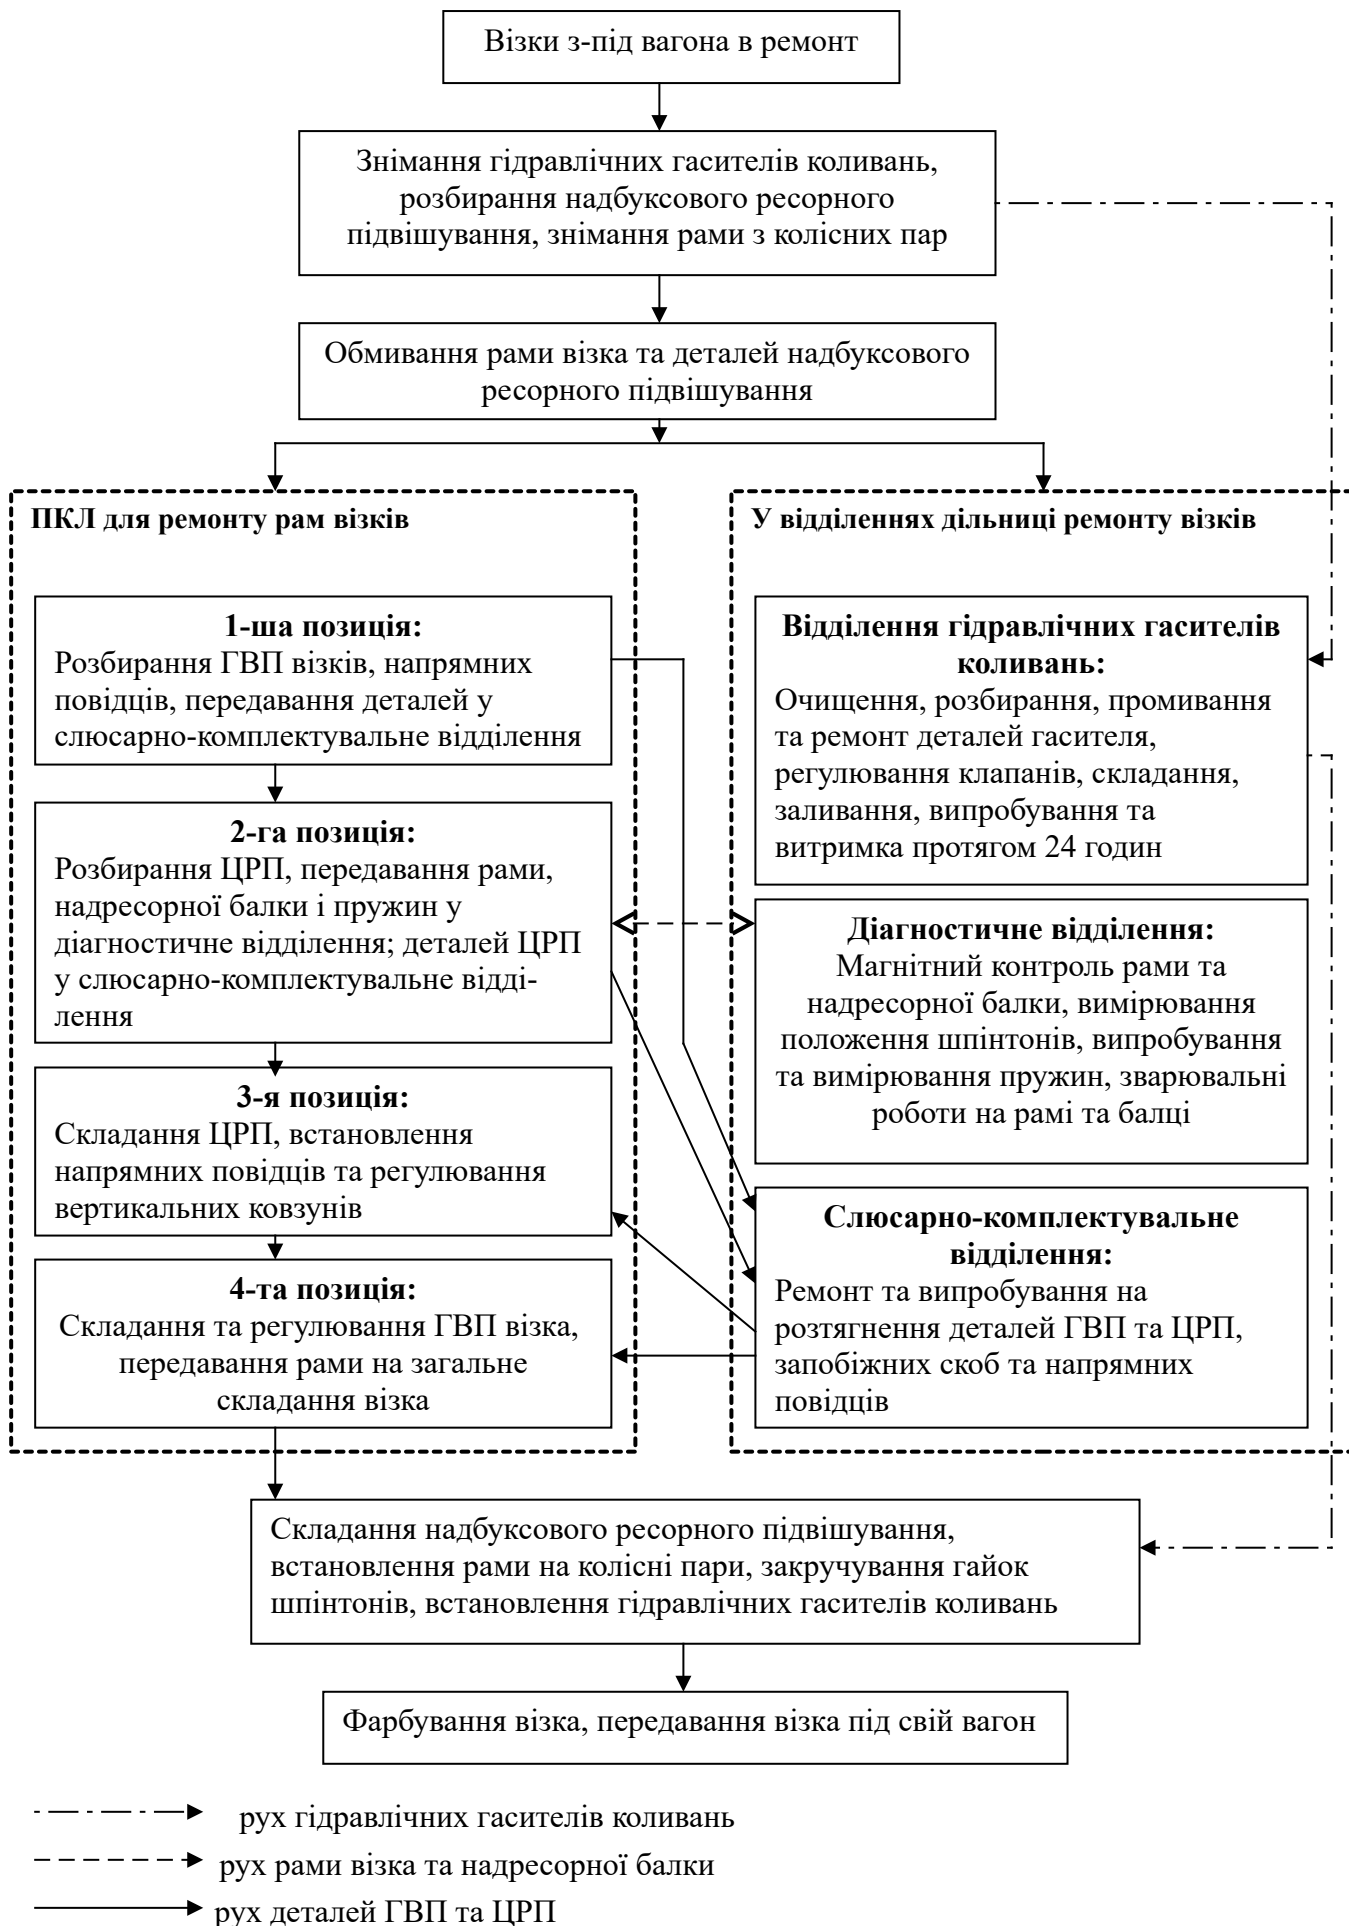 Візки з-під вагона в ремонт
Знімання гідравлічних гасителів коливань,
розбирання надбуксового ресорного
підвішування, знімання рами з колісних пар
Обмивання рами візка та деталей надбуксового
ресорного підвішування
ПКЛ для ремонту рам візків
1-ша позиція:
Розбирання ГВП візків, напрямних
повідців, передавання деталей у
слюсарно-комплектувальне відділення
2-га позиція:
Розбирання ЦРП, передавання рами,
надресорної балки і пружин у
діагностичне відділення; деталей ЦРП
у слюсарно-комплектувальне відді-
лення
3-я позиція:
Складання ЦРП, встановлення
напрямних повідців та регулювання
вертикальних ковзунів
4-та позиція:
Складання та регулювання ГВП візка,
передавання рами на загальне
складання візка
У відділеннях дільниці ремонту візків
Відділення гідравлічних гасителів
коливань:
Очищення, розбирання, промивання
та ремонт деталей гасителя,
регулювання клапанів, складання,
заливання, випробування та
витримка протягом 24 годин
Діагностичне відділення:
Магнітний контроль рами та
надресорної балки, вимірювання
положення шпінтонів, випробування
та вимірювання пружин, зварювальні
роботи на рамі та балці
Слюсарно-комплектувальне
відділення:
Ремонт та випробування на
розтягнення деталей ГВП та ЦРП,
запобіжних скоб та напрямних
повідців
Складання надбуксового ресорного підвішування,
встановлення рами на колісні пари, закручування гайок
шпінтонів, встановлення гідравлічних гасителів коливань
Фарбування візка, передавання візка під свій вагон
рух гідравлічних гасителів коливань
рух рами візка та надресорної балки
рух деталей ГВП та ЦРП